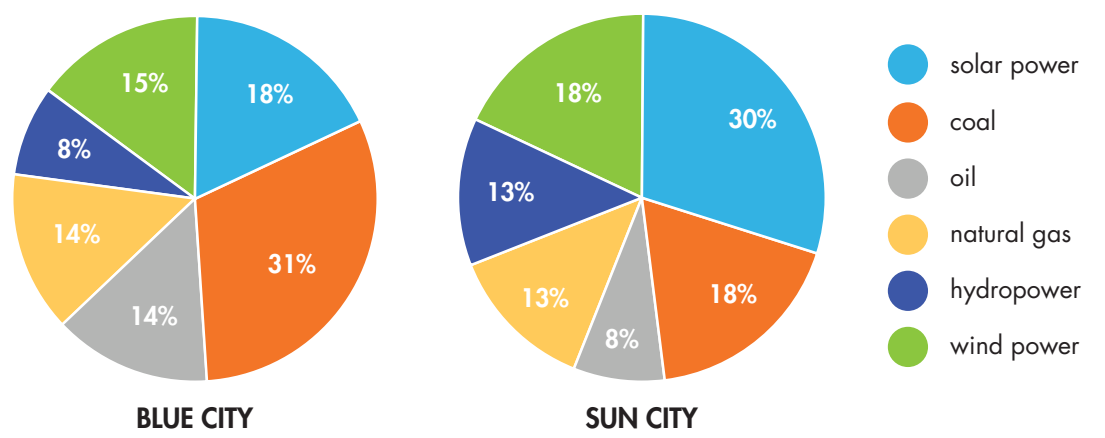 15%
18%
8%
14%
31%
14%
BLUE CITY
18%
30%
13%
13%
18%
8%
SUN CITY
solar power
coal
oil
natural gas
hydropower
wind power